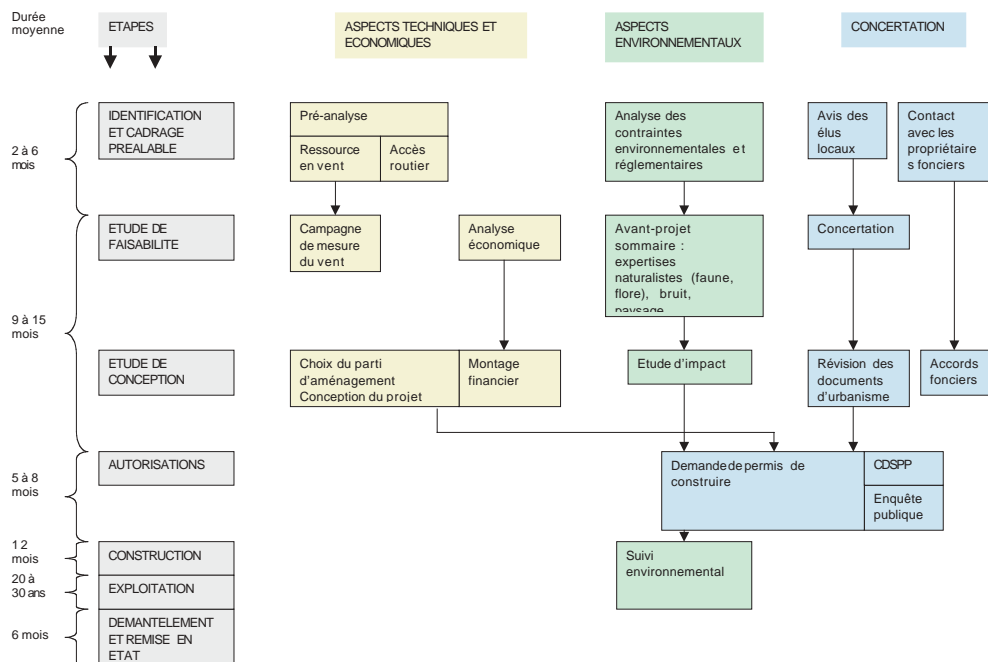 Durée
moyenne
ETAPES
ASPECTS TECHNIQUES ET
ECONOMIQUES
ASPECTS
ENVIRONNEMENTAUX
CONCERTATION
2 à 6
mois
IDENTIFICATION
ET CADRAGE
PREALABLE
Pré-analyse
Ressource
en vent
Accès
routier
Analyse des
contraintes
environnementales et
réglementaires
Avis des
élus
locaux
Contact
avec les
propriétaire
s fonciers
ETUDE DE
FAISABILITE
Campagne
de mesure
du vent
Analyse
économique
Avant-projet
sommaire :
expertises
naturalistes (faune,
flore), bruit,
paysage
Concertation
9 à 15
mois
ETUDE DE
CONCEPTION
Choix du parti
d'aménagement
Conception du projet
Montage
financier
Etude d'impact
Révision des
documents
d'urbanisme
Accords
fonciers
5 à 8
mois
AUTORISATIONS
Demande de permis de
construire
CDSPP
Enquête
publique
12
mois
CONSTRUCTION
Suivi
environnemental
20 à
30 ans
EXPLOITATION
6 mois
DEMANTELEMENT
ET REMISE EN
ETAT